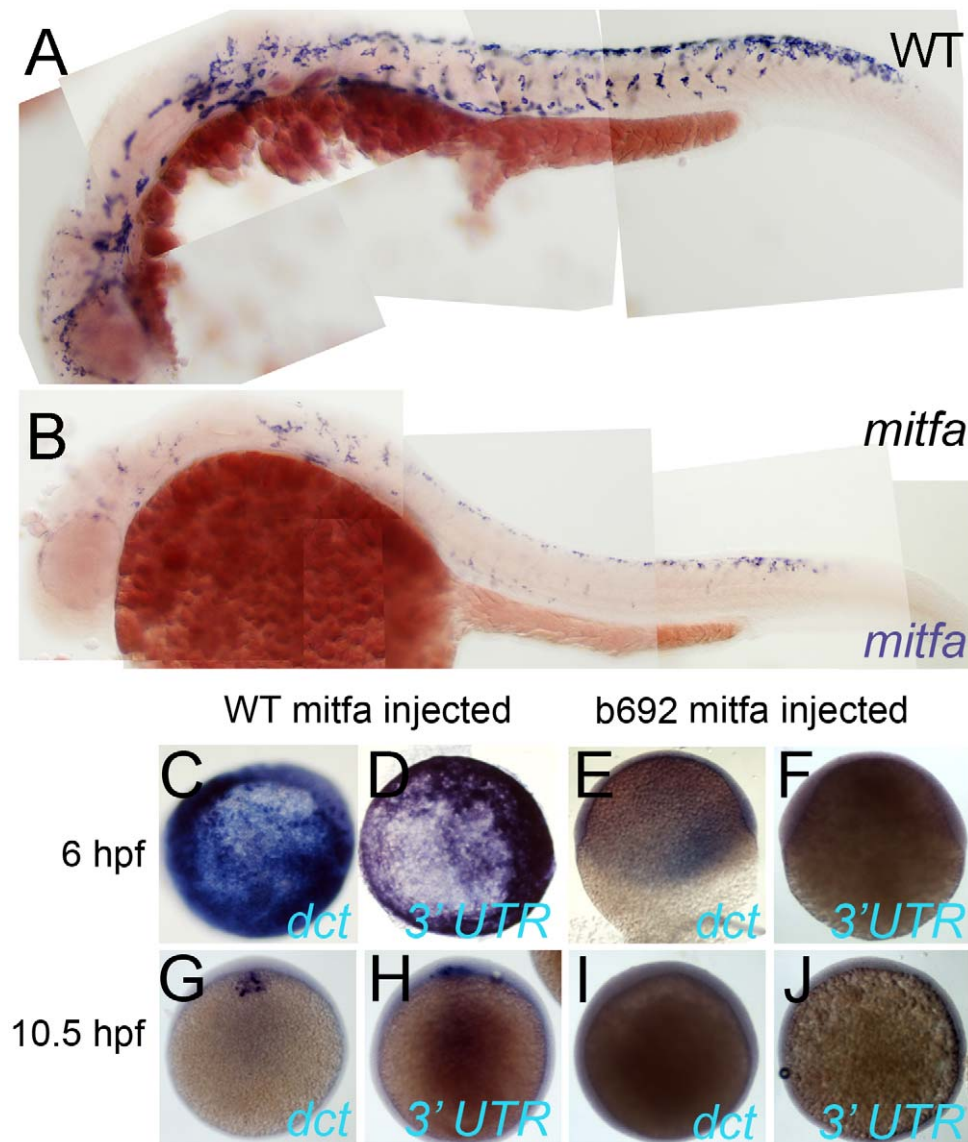 A
WT
B
mitfa
mitfa
WT mitfa injected
b692 mitfa injected
6 hpf
C
dct
D
3’UTR
E
dct
F
3’UTR
10.5 hpf
G
dct
H
3’UTR
I
dct
J
3’UTR